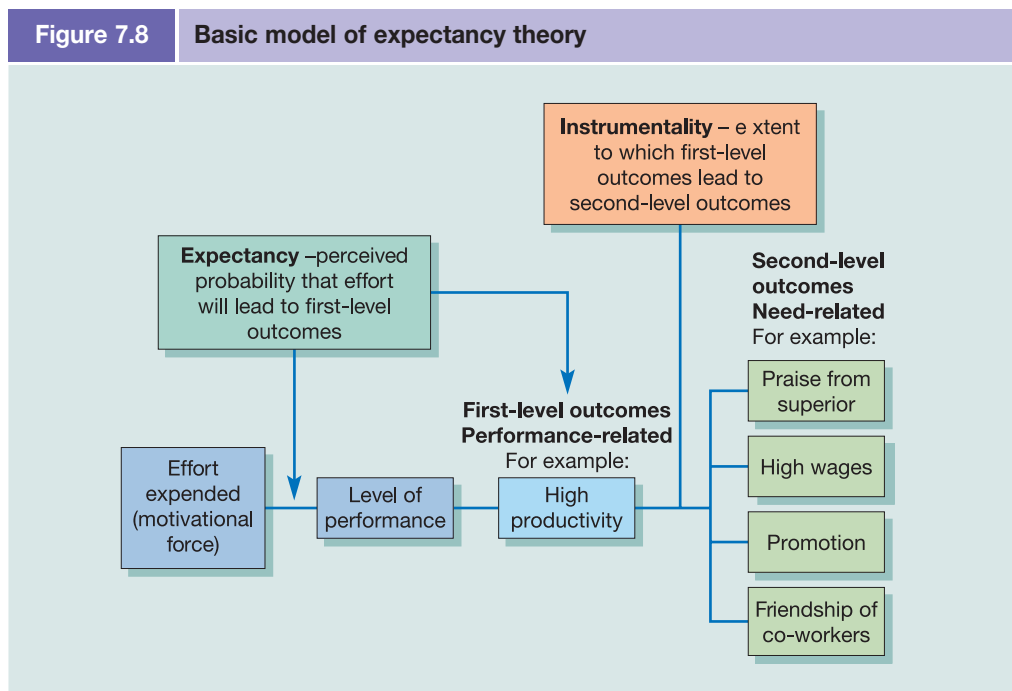 Figure 7.8
Basic model of expectancy theory
Instrumentality – e xtent
to which first-level
outcomes lead to
second-level outcomes
Expectancy –perceived
probability that effort
will lead to first-level
outcomes
Second-level
outcomes
Need-related
For example:
First-level outcomes
Performance-related
For example:
Effort
expended
(motivational
force)
Level of
performance
High
productivity
Praise from
superior
High wages
Promotion
Friendship of
co-workers